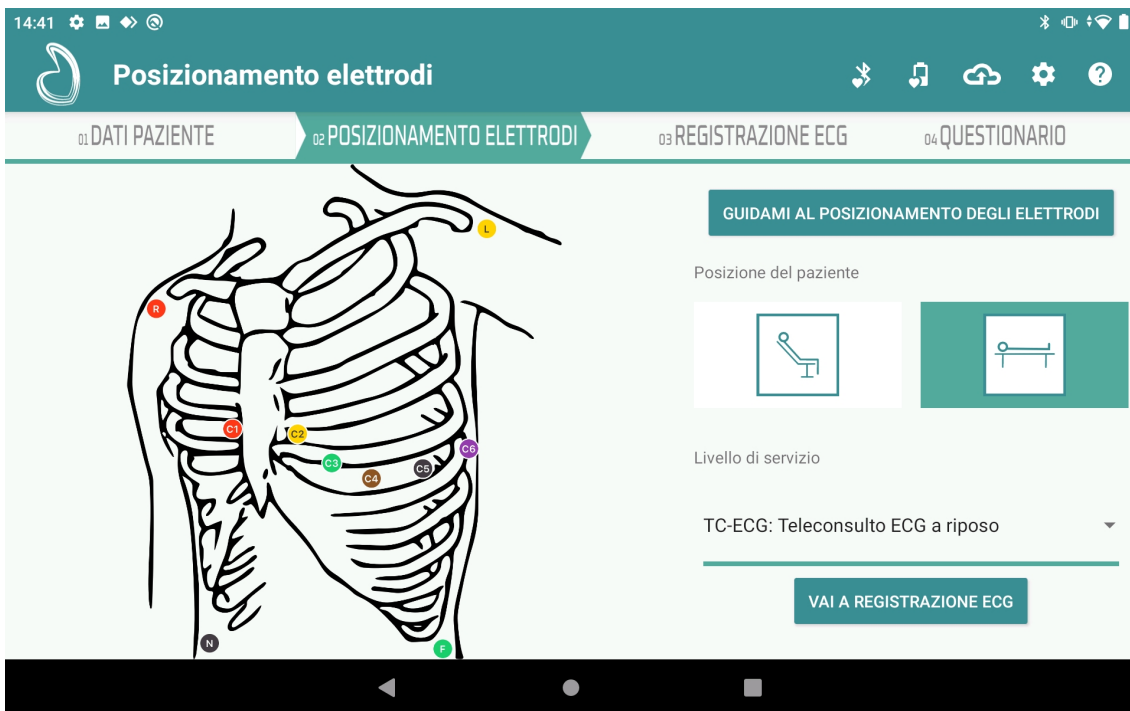 14:41
Posizionamento elettrodi
01 DATI PAZIENTE
02 POSIZIONAMENTO ELETTRODI
03 REGISTRAZIONE ECG
04 QUESTIONARIO
GUIDAMI AL POSIZIONAMENTO DEGLI ELETTRODI
Posizione del paziente
L
R
C1
C2
C3
C4
C5
C6
N
F
Livello di servizio
TC-ECG: Teleconsulto ECG a riposo
VAI A REGISTRAZIONE ECG